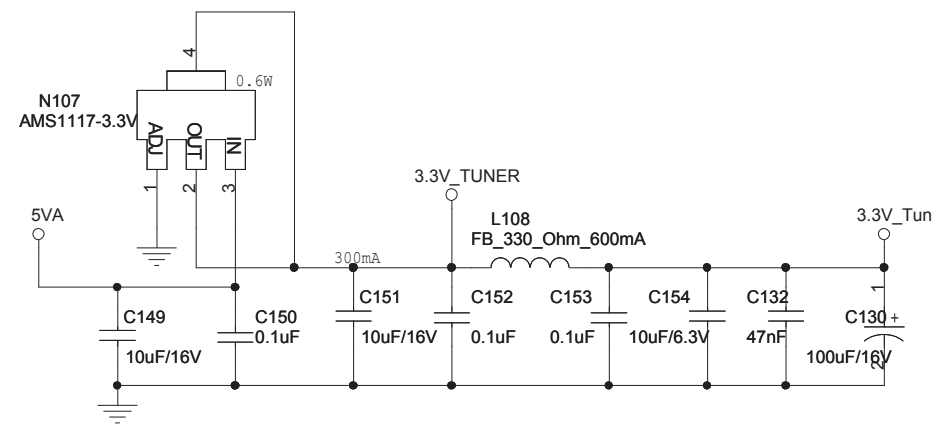 4
0.6W
N107
AMS1117-3.3V
ADJ
OUT
IN
1
2
3
3.3V_TUNER
5VA
L108
3.3V_Tun
FB_330_Ohm_600mA
300mA
1
C149
C150
C151
C152
C153
C154
C132
C130
+
10uF/16V
0.1uF
10uF/16V
0.1uF
0.1uF
10uF/6.3V
47nF
100uF/16V
2